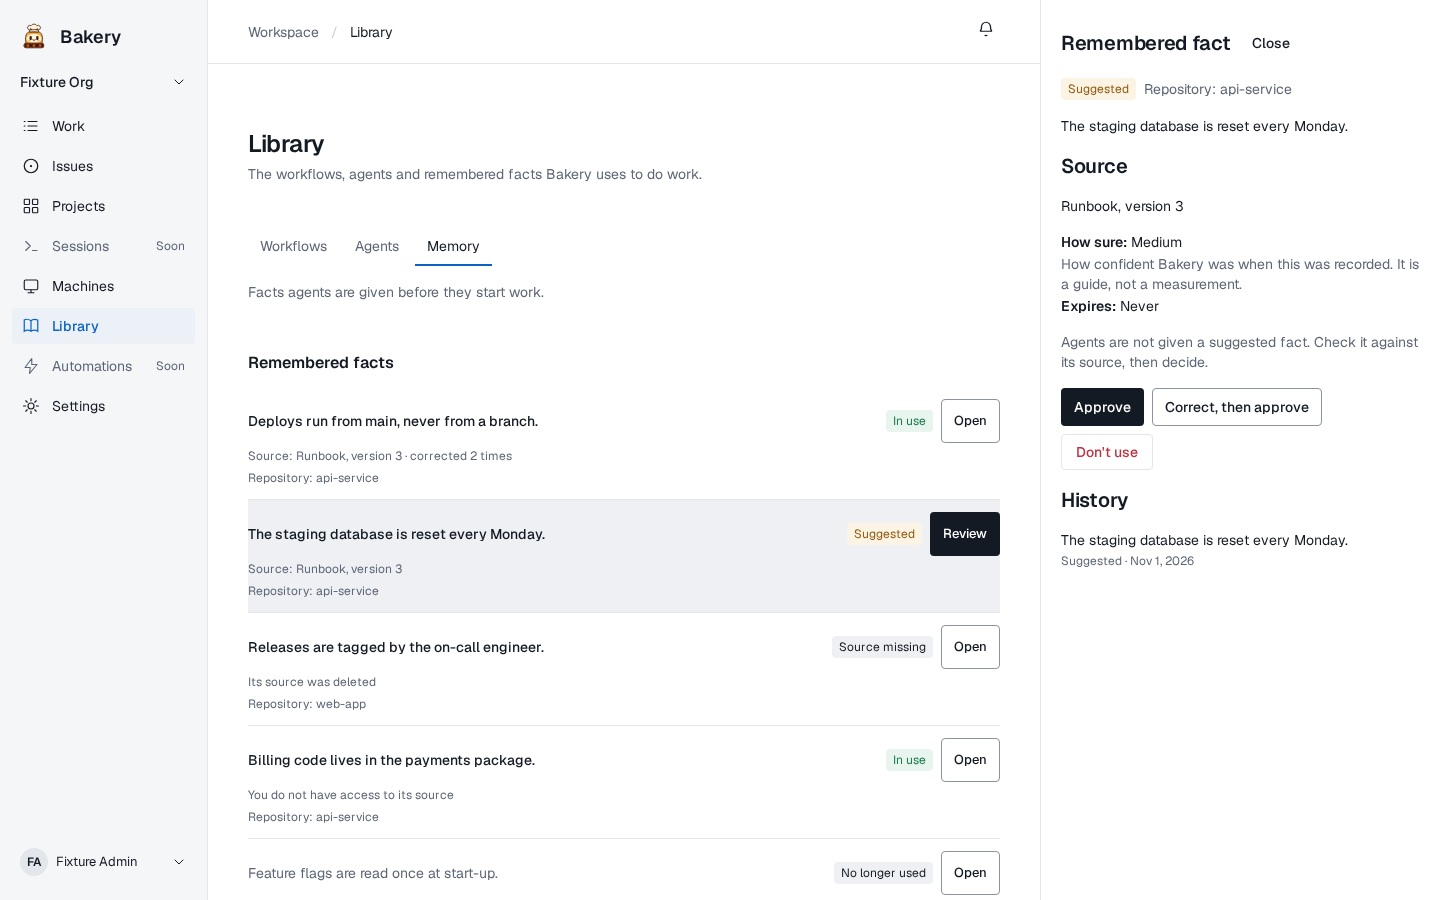 Bakery
Fixture Org
Work
Issues
Projects
Sessions Soon
Machines
Library
Automations Soon
Settings
FA Fixture Admin
Workspace / Library
Library
The workflows, agents and remembered facts Bakery uses to do work.
Workflows Agents Memory
Facts agents are given before they start work.
Remembered facts
Deploys run from main, never from a branch. In use Open
Source: Runbook, version 3 · corrected 2 times
Repository: api-service
The staging database is reset every Monday. Suggested Review
Source: Runbook, version 3
Repository: api-service
Releases are tagged by the on-call engineer. Source missing Open
Its source was deleted
Repository: web-app
Billing code lives in the payments package. In use Open
You do not have access to its source
Repository: api-service
Feature flags are read once at start-up. No longer used Open
Remembered fact Close
Suggested Repository: api-service
The staging database is reset every Monday.
Source
Runbook, version 3
How sure: Medium
How confident Bakery was when this was recorded. It is
a guide, not a measurement.
Expires: Never
Agents are not given a suggested fact. Check it against
its source, then decide.
Approve Correct, then approve
Don't use
History
The staging database is reset every Monday.
Suggested · Nov 1, 2026